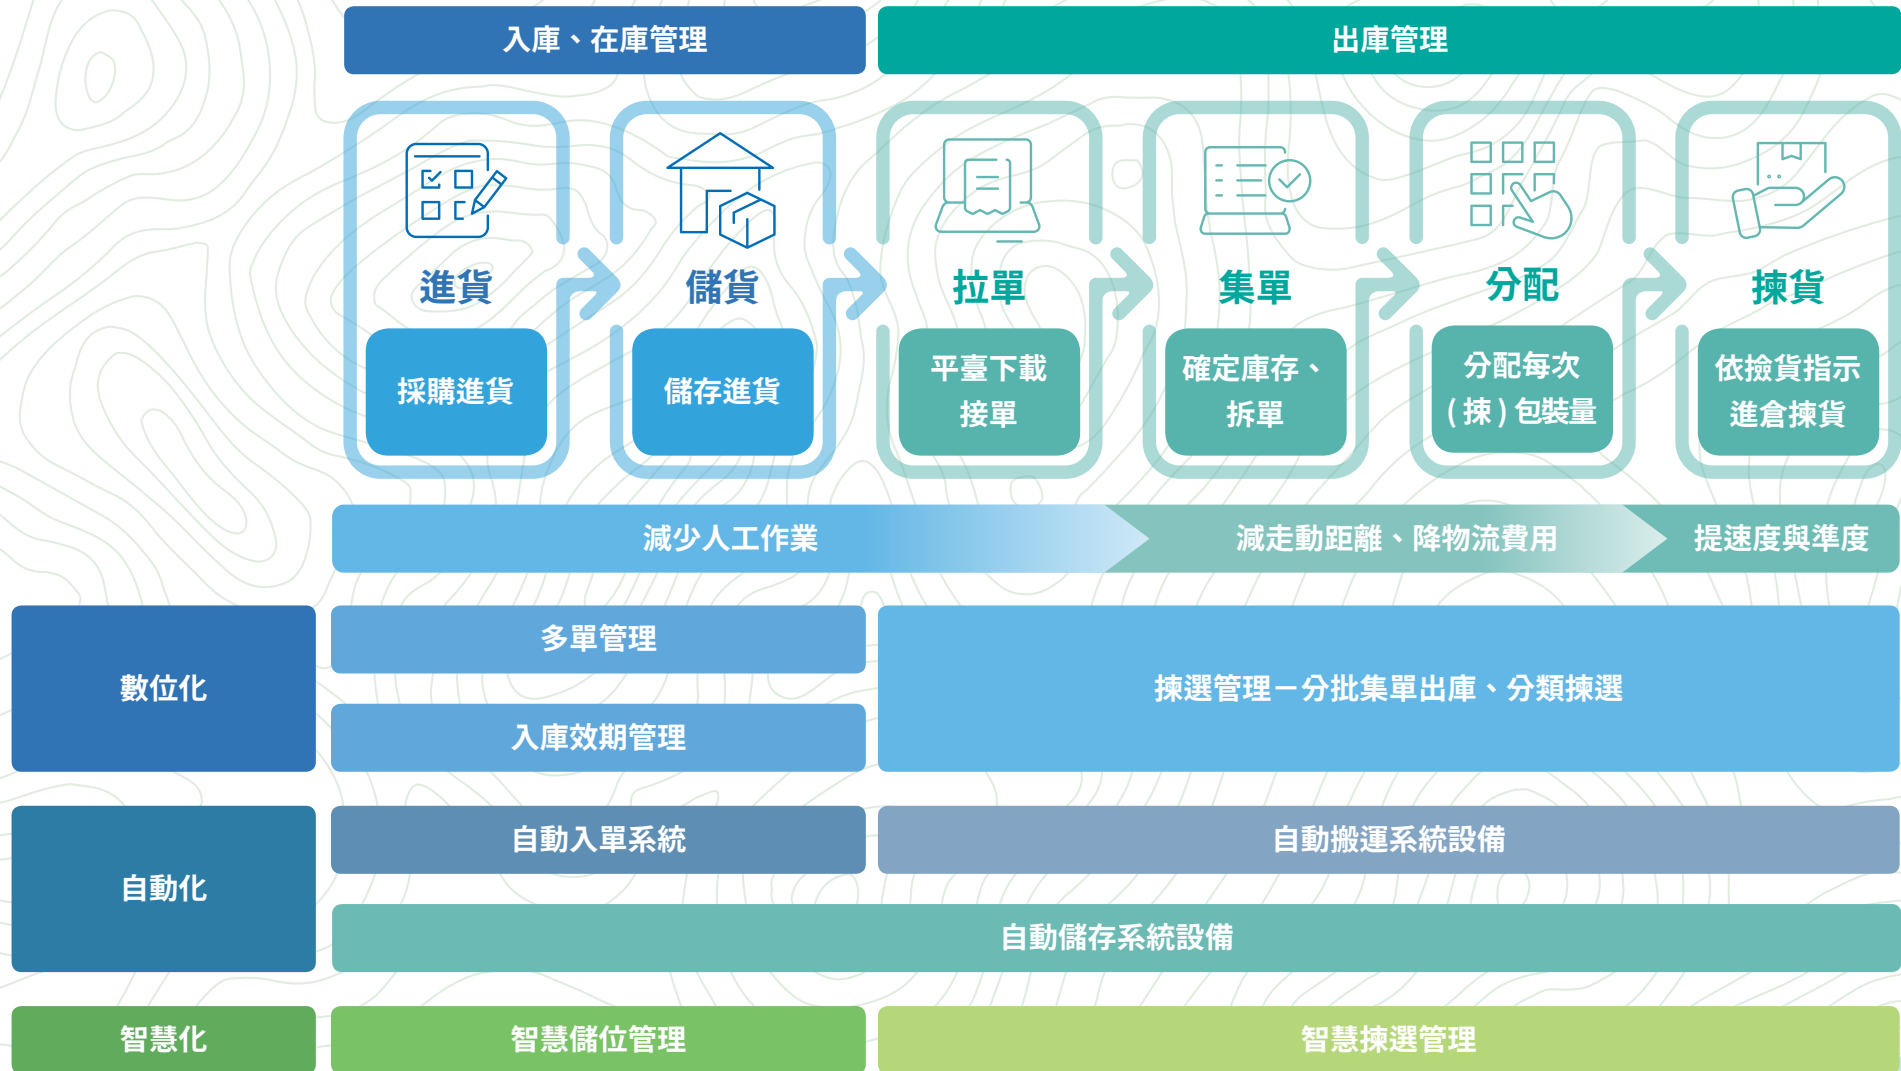 入庫、在庫管理
出庫管理
進貨
儲貨
拉單
集單
分配
揀貨
採購進貨
儲存進貨
平臺下載
接單
確定庫存、
拆單
分配每次
(揀)包裝量
依撿貨指示
進倉揀貨
減少人工作業
減走動距離、降物流費用
提速度與準度
數位化
多單管理
入庫效期管理
揀選管理－分批集單出庫、分類揀選
自動化
自動入單系統
自動搬運系統設備
自動儲存系統設備
智慧化
智慧儲位管理
智慧揀選管理